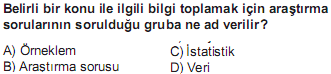 Belirli bir konu ile ilgili bilgi toplamak için araştırma
sorularının sorulduğu gruba ne ad verilir?
A) Örneklem C) İstatistik
B) Araştırma sorusu D) Veri